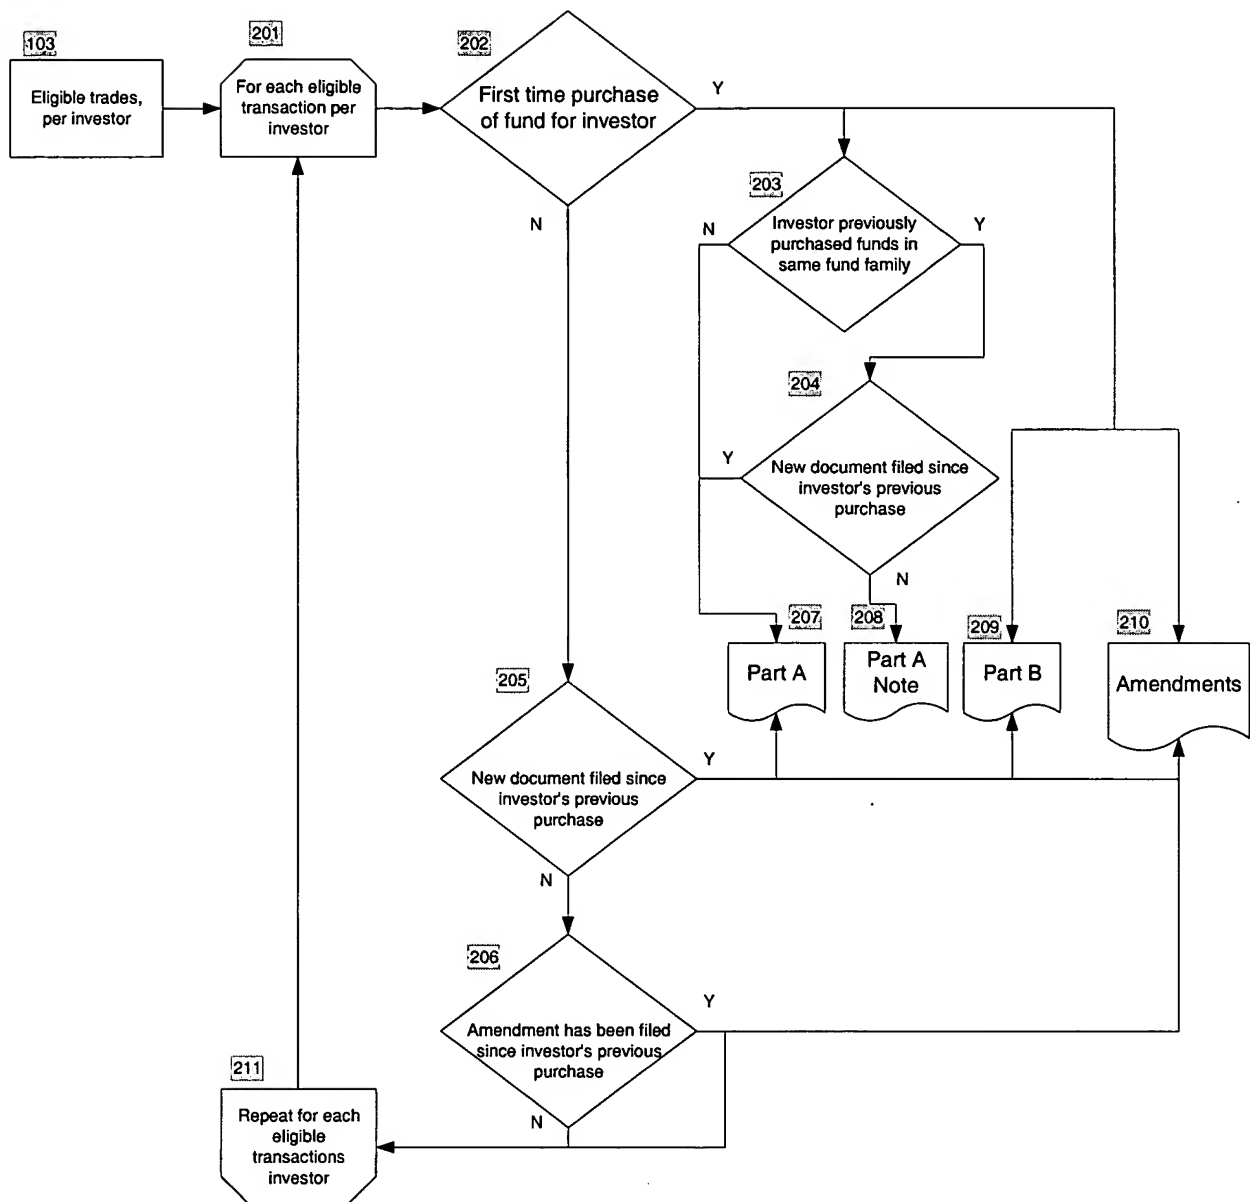 103
Eligible trades,
per investor
201
For each eligible
transaction per
investor
202
First time purchase
of fund for investor
Y
N
203
Investor previously
purchased funds in
same fund family
N
Y
204
New document filed since
investor's previous
purchase
Y
N
207
Part A
208
Part A
Note
209
Part B
210
Amendments
205
New document filed since
investor's previous
purchase
Y
N
206
Amendment has been filed
since investor's previous
purchase
Y
N
211
Repeat for each
eligible
transactions
investor